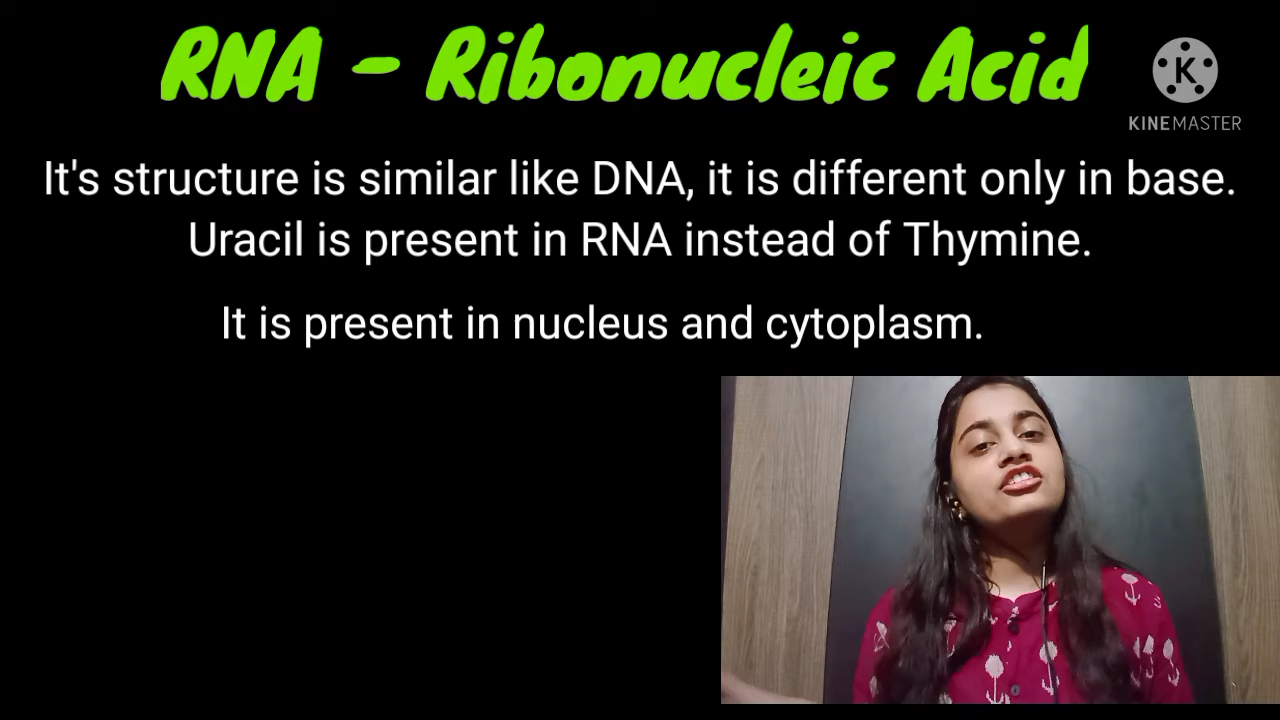 RNA - Ribonucleic Acid
K
KINEMASTER
It's structure is similar like DNA, it is different only in base.
Uracil is present in RNA instead of Thymine.
It is present in nucleus and cytoplasm.